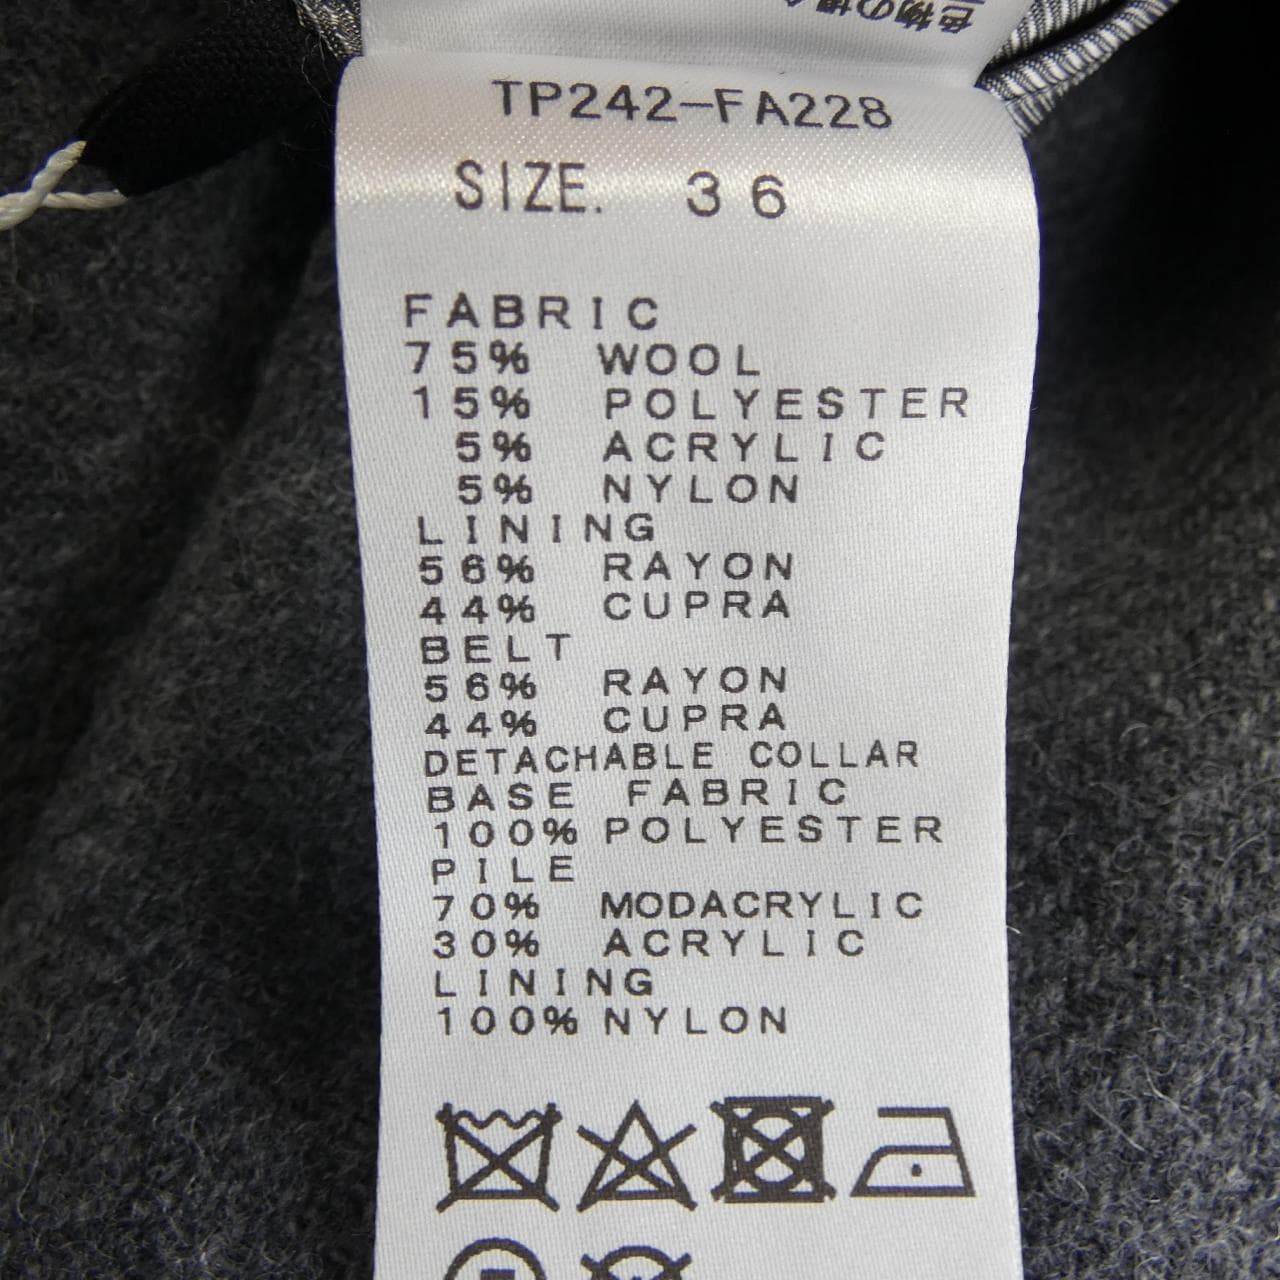 TP242-FA228
SIZE. 36
FABRIC
75% WOOL
15% POLYESTER
5% ACRYLIC
5% NYLON
LINING
56% RAYON
44% CUPRA
BELT
56% RAYON
44% CUPRA
DETACHABLE COLLAR
BASE FABRIC
100% POLYESTER
PILE
70% MODACRYLIC
30% ACRYLIC
LINING
100% NYLON